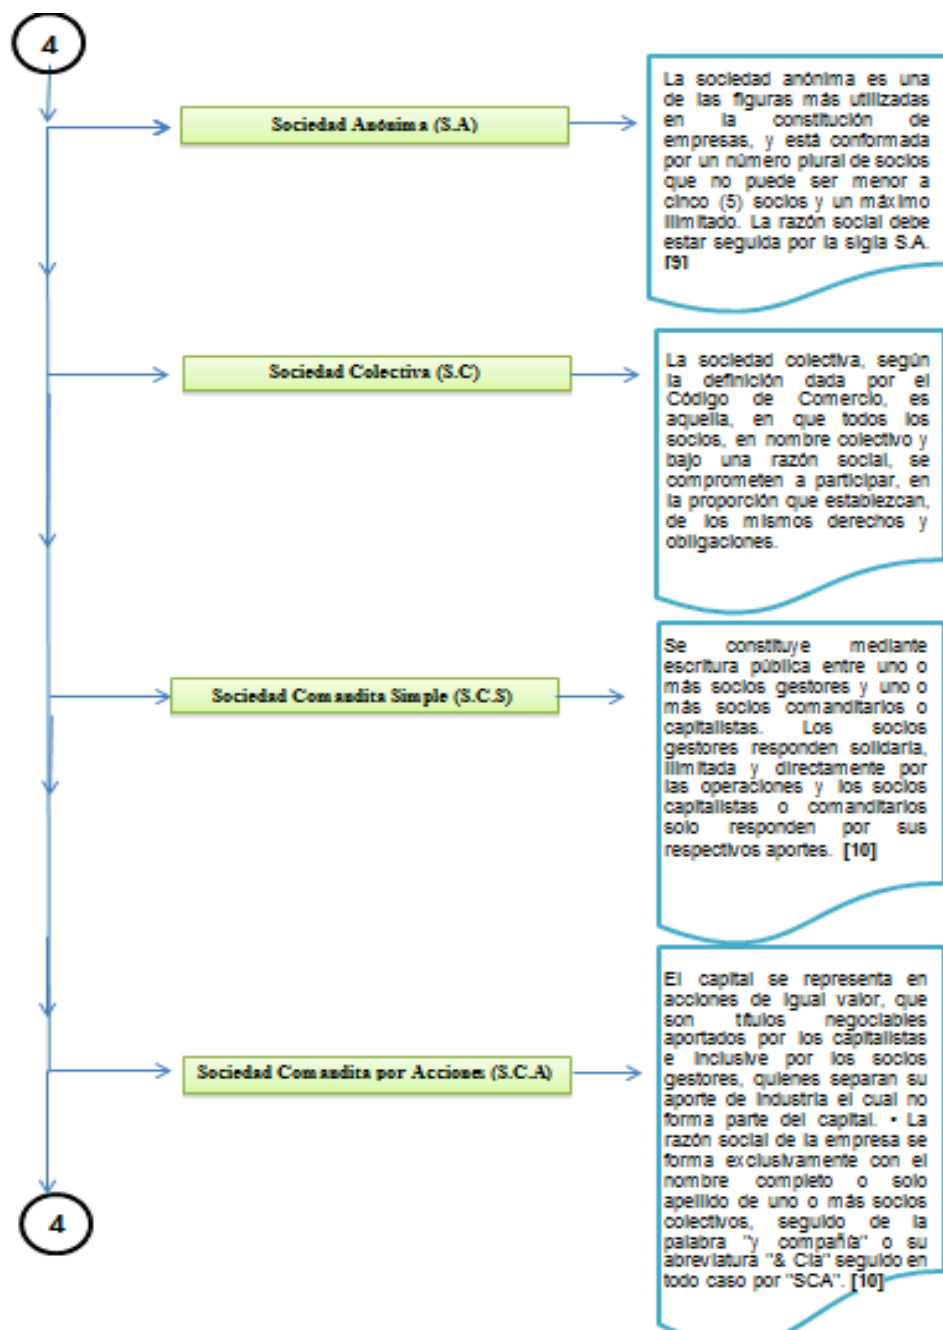 4
Sociedad Anónima (S.A)
La sociedad anónima es una
de las figuras más utilizadas
en la constitución de
empresas, y está conformada
por un número plural de socios
que no puede ser menor a
cinco (5) socios y un máximo
ilimitado. La razón social debe
estar seguida por la sigla S.A.
[9]
Sociedad Colectiva (S.C)
La sociedad colectiva, según
la definición dada por el
Código de Comercio, es
aquella, en que todos los
socios, en nombre colectivo y
bajo una razón social, se
comprometen a participar, en
la proporción que establezcan,
de los mismos derechos y
obligaciones.
Sociedad Comandita Simple (S.C.S)
Se constituye mediante
escritura pública entre uno o
más socios gestores y uno o
más socios comanditarios o
capitalistas. Los socios
gestores responden solidaria,
ilimitada y directamente por
las operaciones y los socios
capitalistas o comanditarios
solo responden por sus
respectivos aportes. [10]
Sociedad Comandita por Acciones (S.C.A)
El capital se representa en
acciones de igual valor, que
son títulos negociables
aportados por los capitalistas
e inclusive por los socios
gestores, quienes separan su
aporte de industria el cual no
forma parte del capital. • La
razón social de la empresa se
forma exclusivamente con el
nombre completo o solo
apellido de uno o más socios
colectivos, seguido de la
palabra "y compañía" o su
abreviatura "& Cia" seguido en
todo caso por "SCA". [10]
4